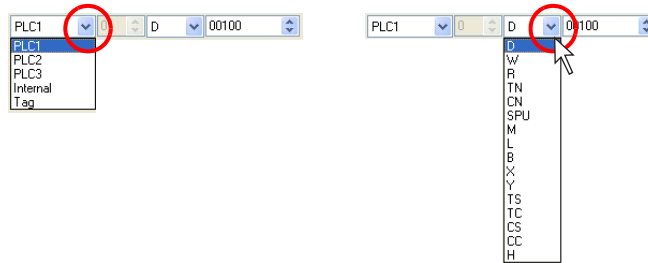 PLC1 0 D 00100
PLC1
PLC2
PLC3
Internal
Tag
PLC1 0 D 00100
D
W
R
TN
CN
SPU
M
L
B
X
Y
TS
TC
CS
CC
H